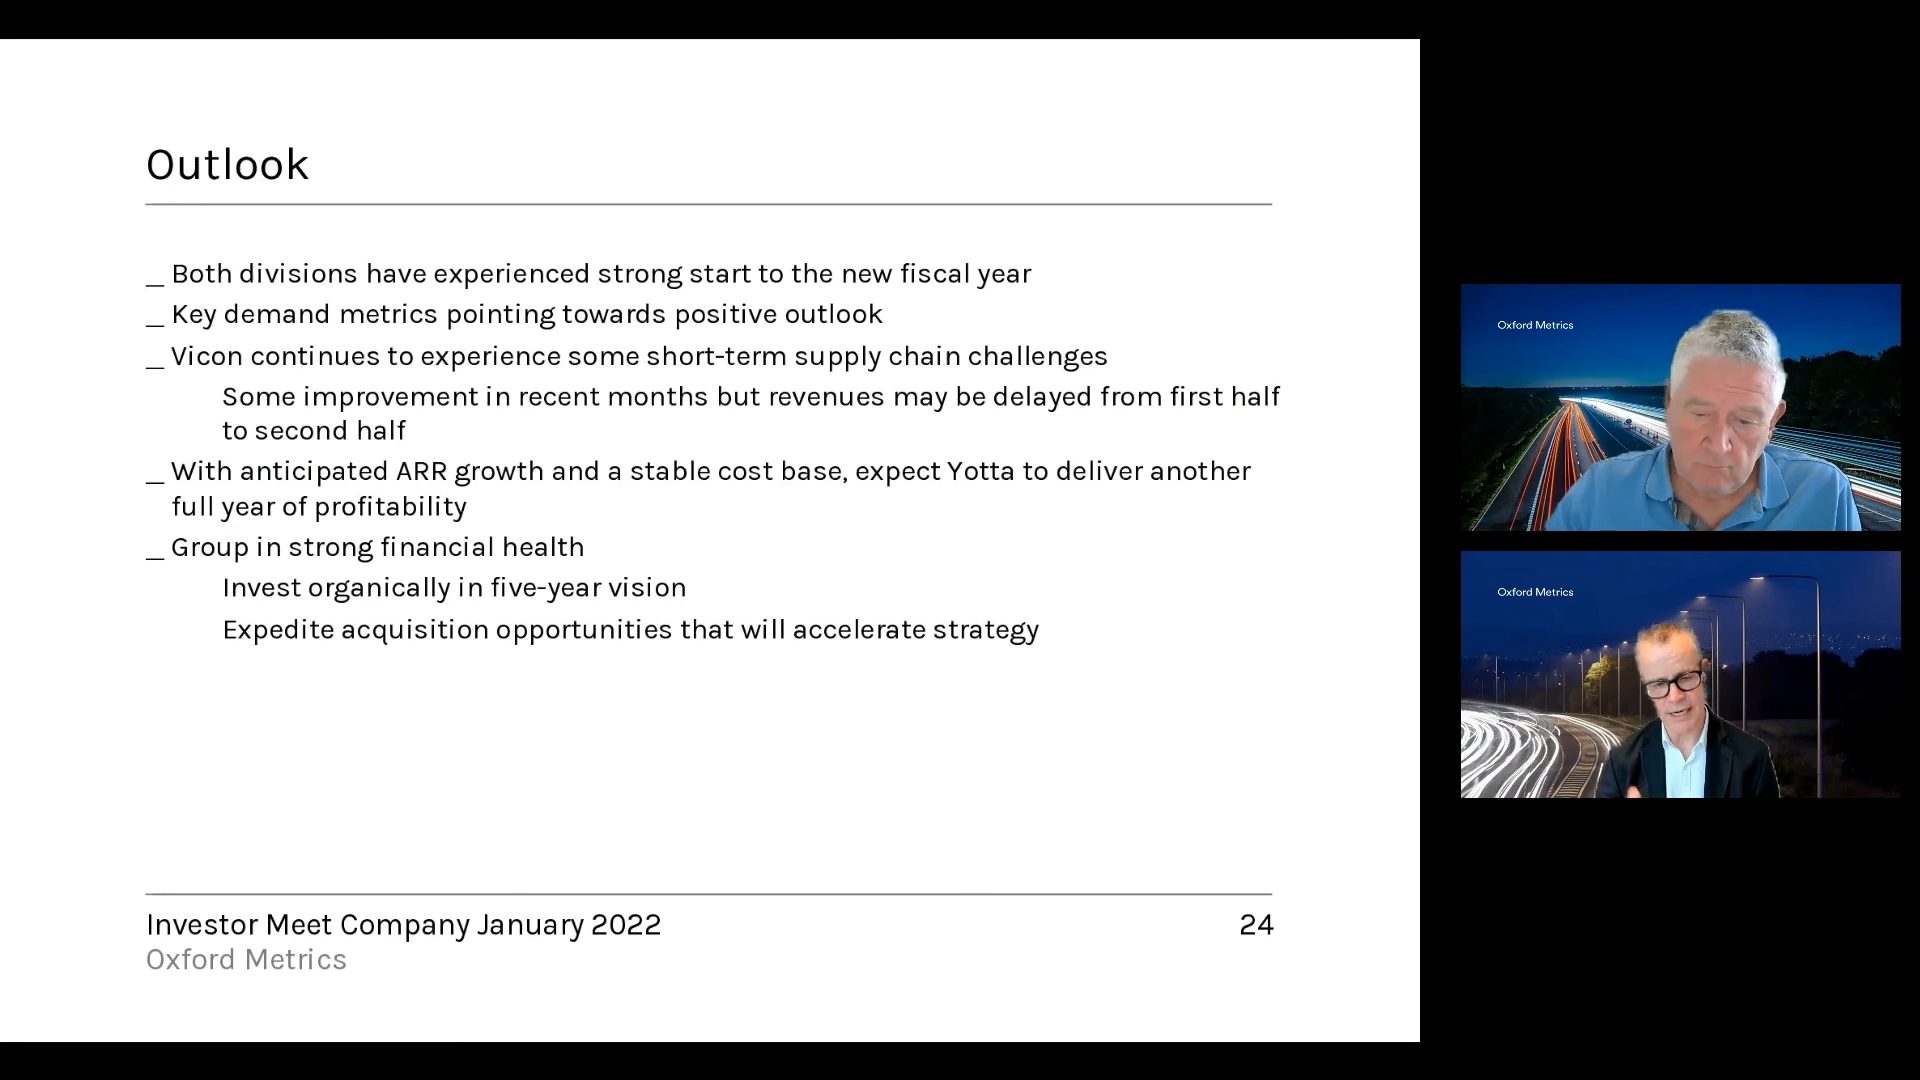 Outlook
_ Both divisions have experienced strong start to the new fiscal year
_ Key demand metrics pointing towards positive outlook
_ Vicon continues to experience some short-term supply chain challenges
Some improvement in recent months but revenues may be delayed from first half
to second half
_ With anticipated ARR growth and a stable cost base, expect Yotta to deliver another
full year of profitability
_ Group in strong financial health
Invest organically in five-year vision
Expedite acquisition opportunities that will accelerate strategy
Investor Meet Company January 2022
24
Oxford Metrics
Oxford Metrics
Oxford Metrics